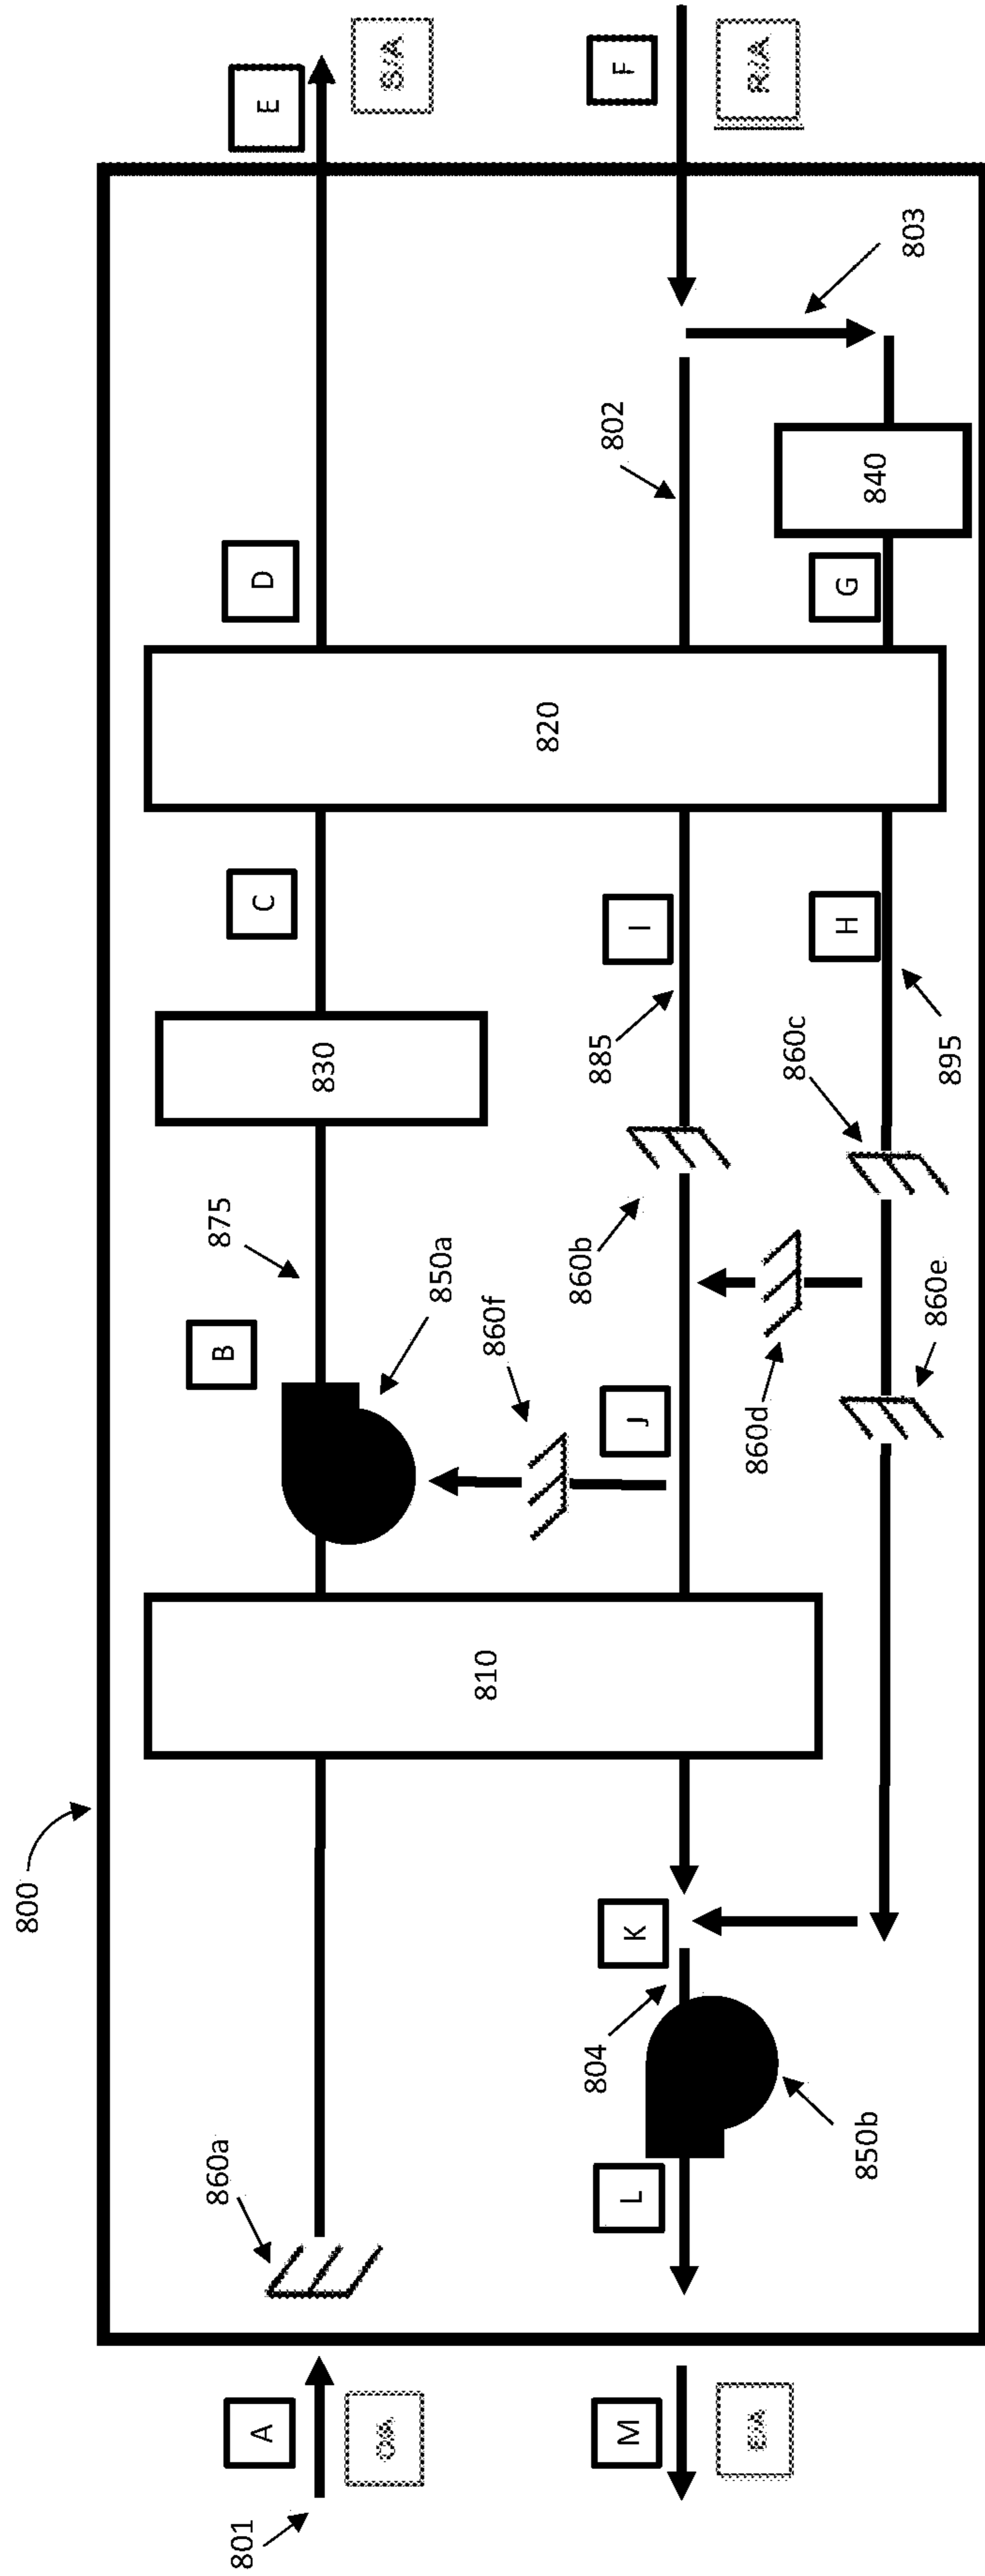 800
E
S/A
F
R/A
803
802
840
D
G
820
C
I
H
885
860c
895
830
875
860b
B
850a
860f
860e
J
860d
810
K
804
850b
860a
L
A
O/A
M
E/A
801